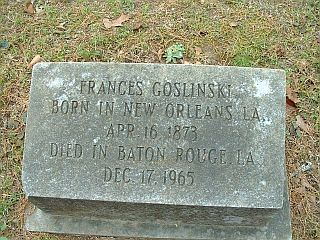 FRANCES GOSLINSKI
BORN IN NEW ORLEANS, LA.
APR. 16 1873
DIED IN BATON ROUGE, LA.
DEC. 17, 1965